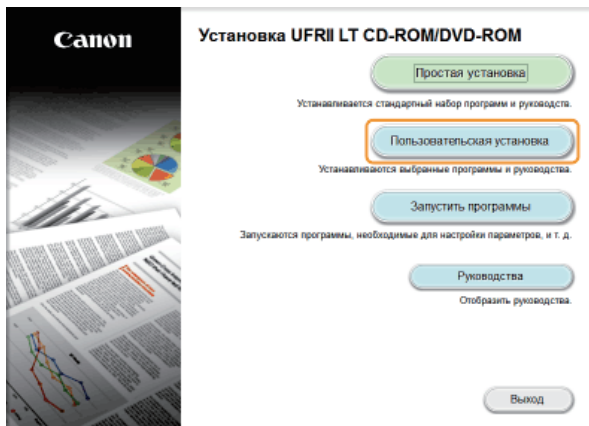 Canon
Установка UFRII LT CD-ROM/DVD-ROM
Простая установка
Устанавливается стандартный набор программ и руководств.
Пользовательская установка
Устанавливаются выбранные программы и руководства.
Запустить программы
Запускаются программы, необходимые для настройки параметров, и т. д.
Руководства
Отобразить руководства.
Выход